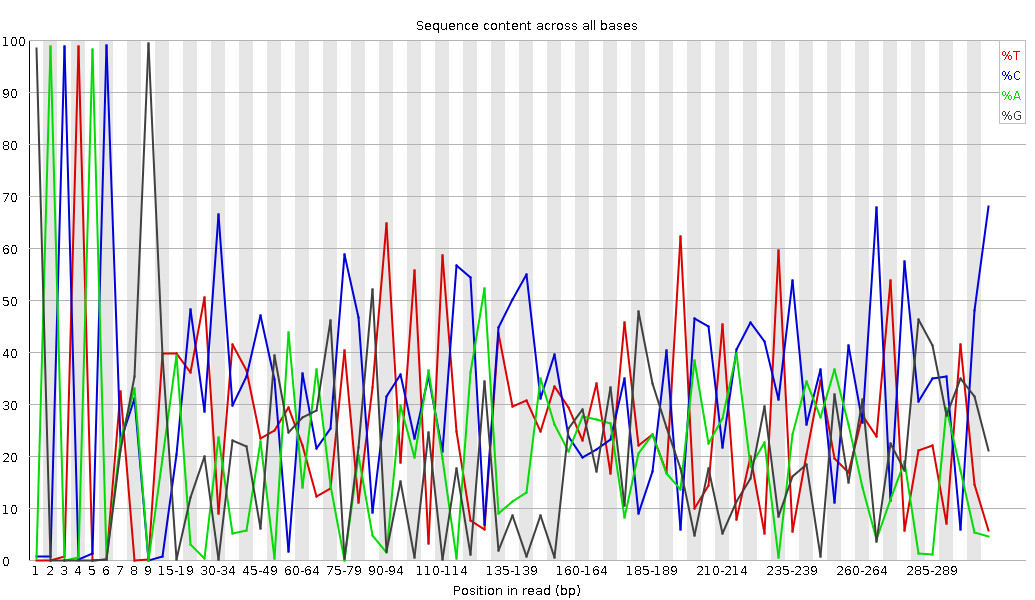 Sequence content across all bases
100
90
80
70
60
50
40
30
20
10
0
%T
%C
%A
%G
1 2 3 4 5 6 7 8 9 15-19 30-34 45-49 60-64 75-79 90-94 110-114 135-139 160-164 185-189 210-214 235-239 260-264 285-289
Position in read (bp)